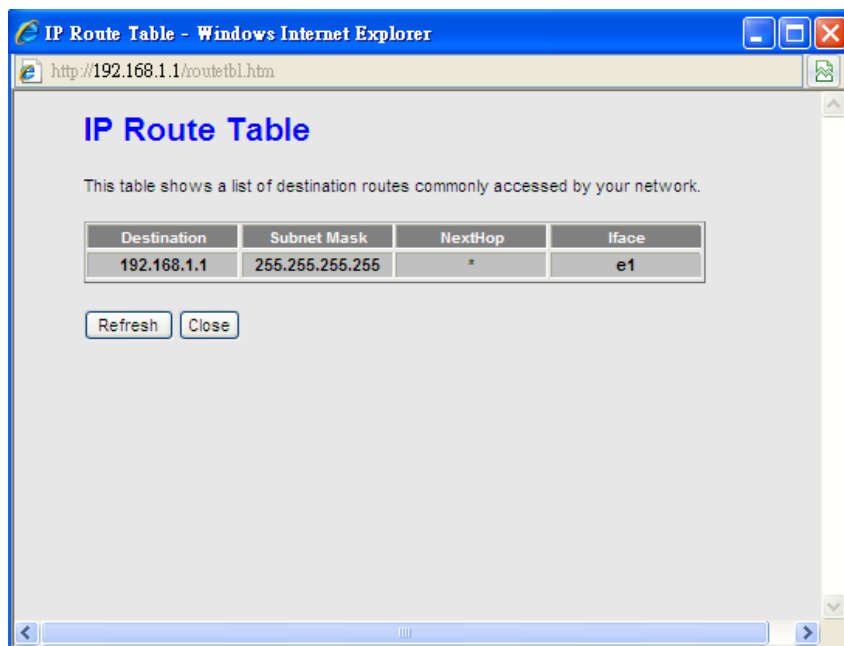 IP Route Table - Windows Internet Explorer
http://192.168.1.1/routetbl.htm
IP Route Table
This table shows a list of destination routes commonly accessed by your network.
Destination Subnet Mask NextHop Iface
192.168.1.1 255.255.255.255 * e1
Refresh Close